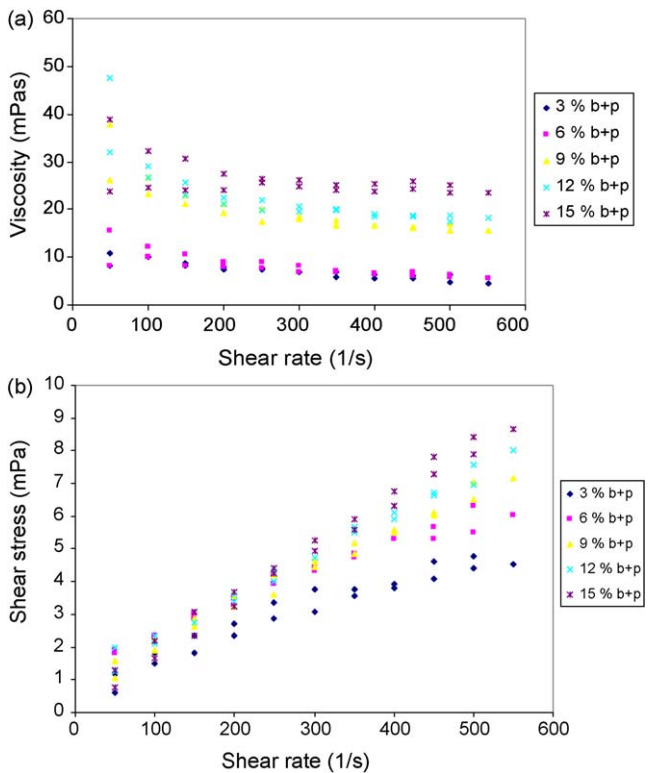 (a)
60
50
40
30
20
10
0
Viscosity (mPas)
0 100 200 300 400 500 600
Shear rate (1/s)
3 % b+p
6 % b+p
9 % b+p
12 % b+p
15 % b+p
(b)
10
9
8
7
6
5
4
3
2
1
0
Shear stress (mPa)
0 100 200 300 400 500 600
Shear rate (1/s)
3 % b+p
6 % b+p
9 % b+p
12 % b+p
15 % b+p